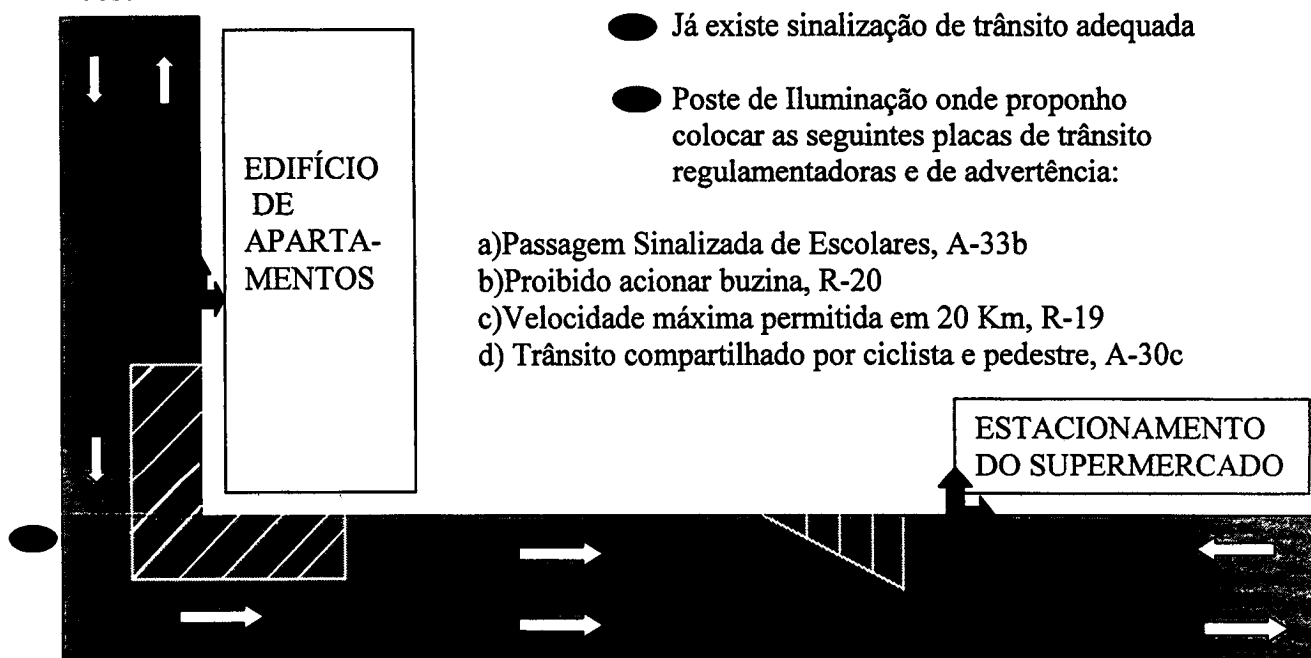 Já existe sinalização de trânsito adequada
Poste de Iluminação onde proponho
colocar as seguintes placas de trânsito
regulamentadoras e de advertência:
EDIFÍCIO
DE
APARTA-
MENTOS
a)Passagem Sinalizada de Escolares, A-33b
b)Proibido acionar buzina, R-20
c)Velocidade máxima permitida em 20 Km, R-19
d) Trânsito compartilhado por ciclista e pedestre, A-30c
ESTACIONAMENTO
DO SUPERMERCADO